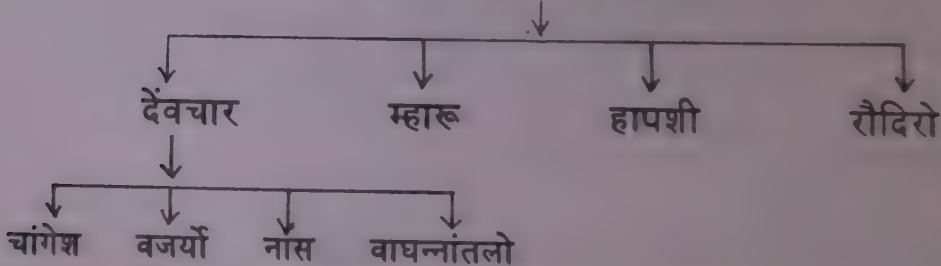 देंवचार म्हारू हापशी रौदिरो
चांगेश वजर्यो नास वाघन्नांतलो